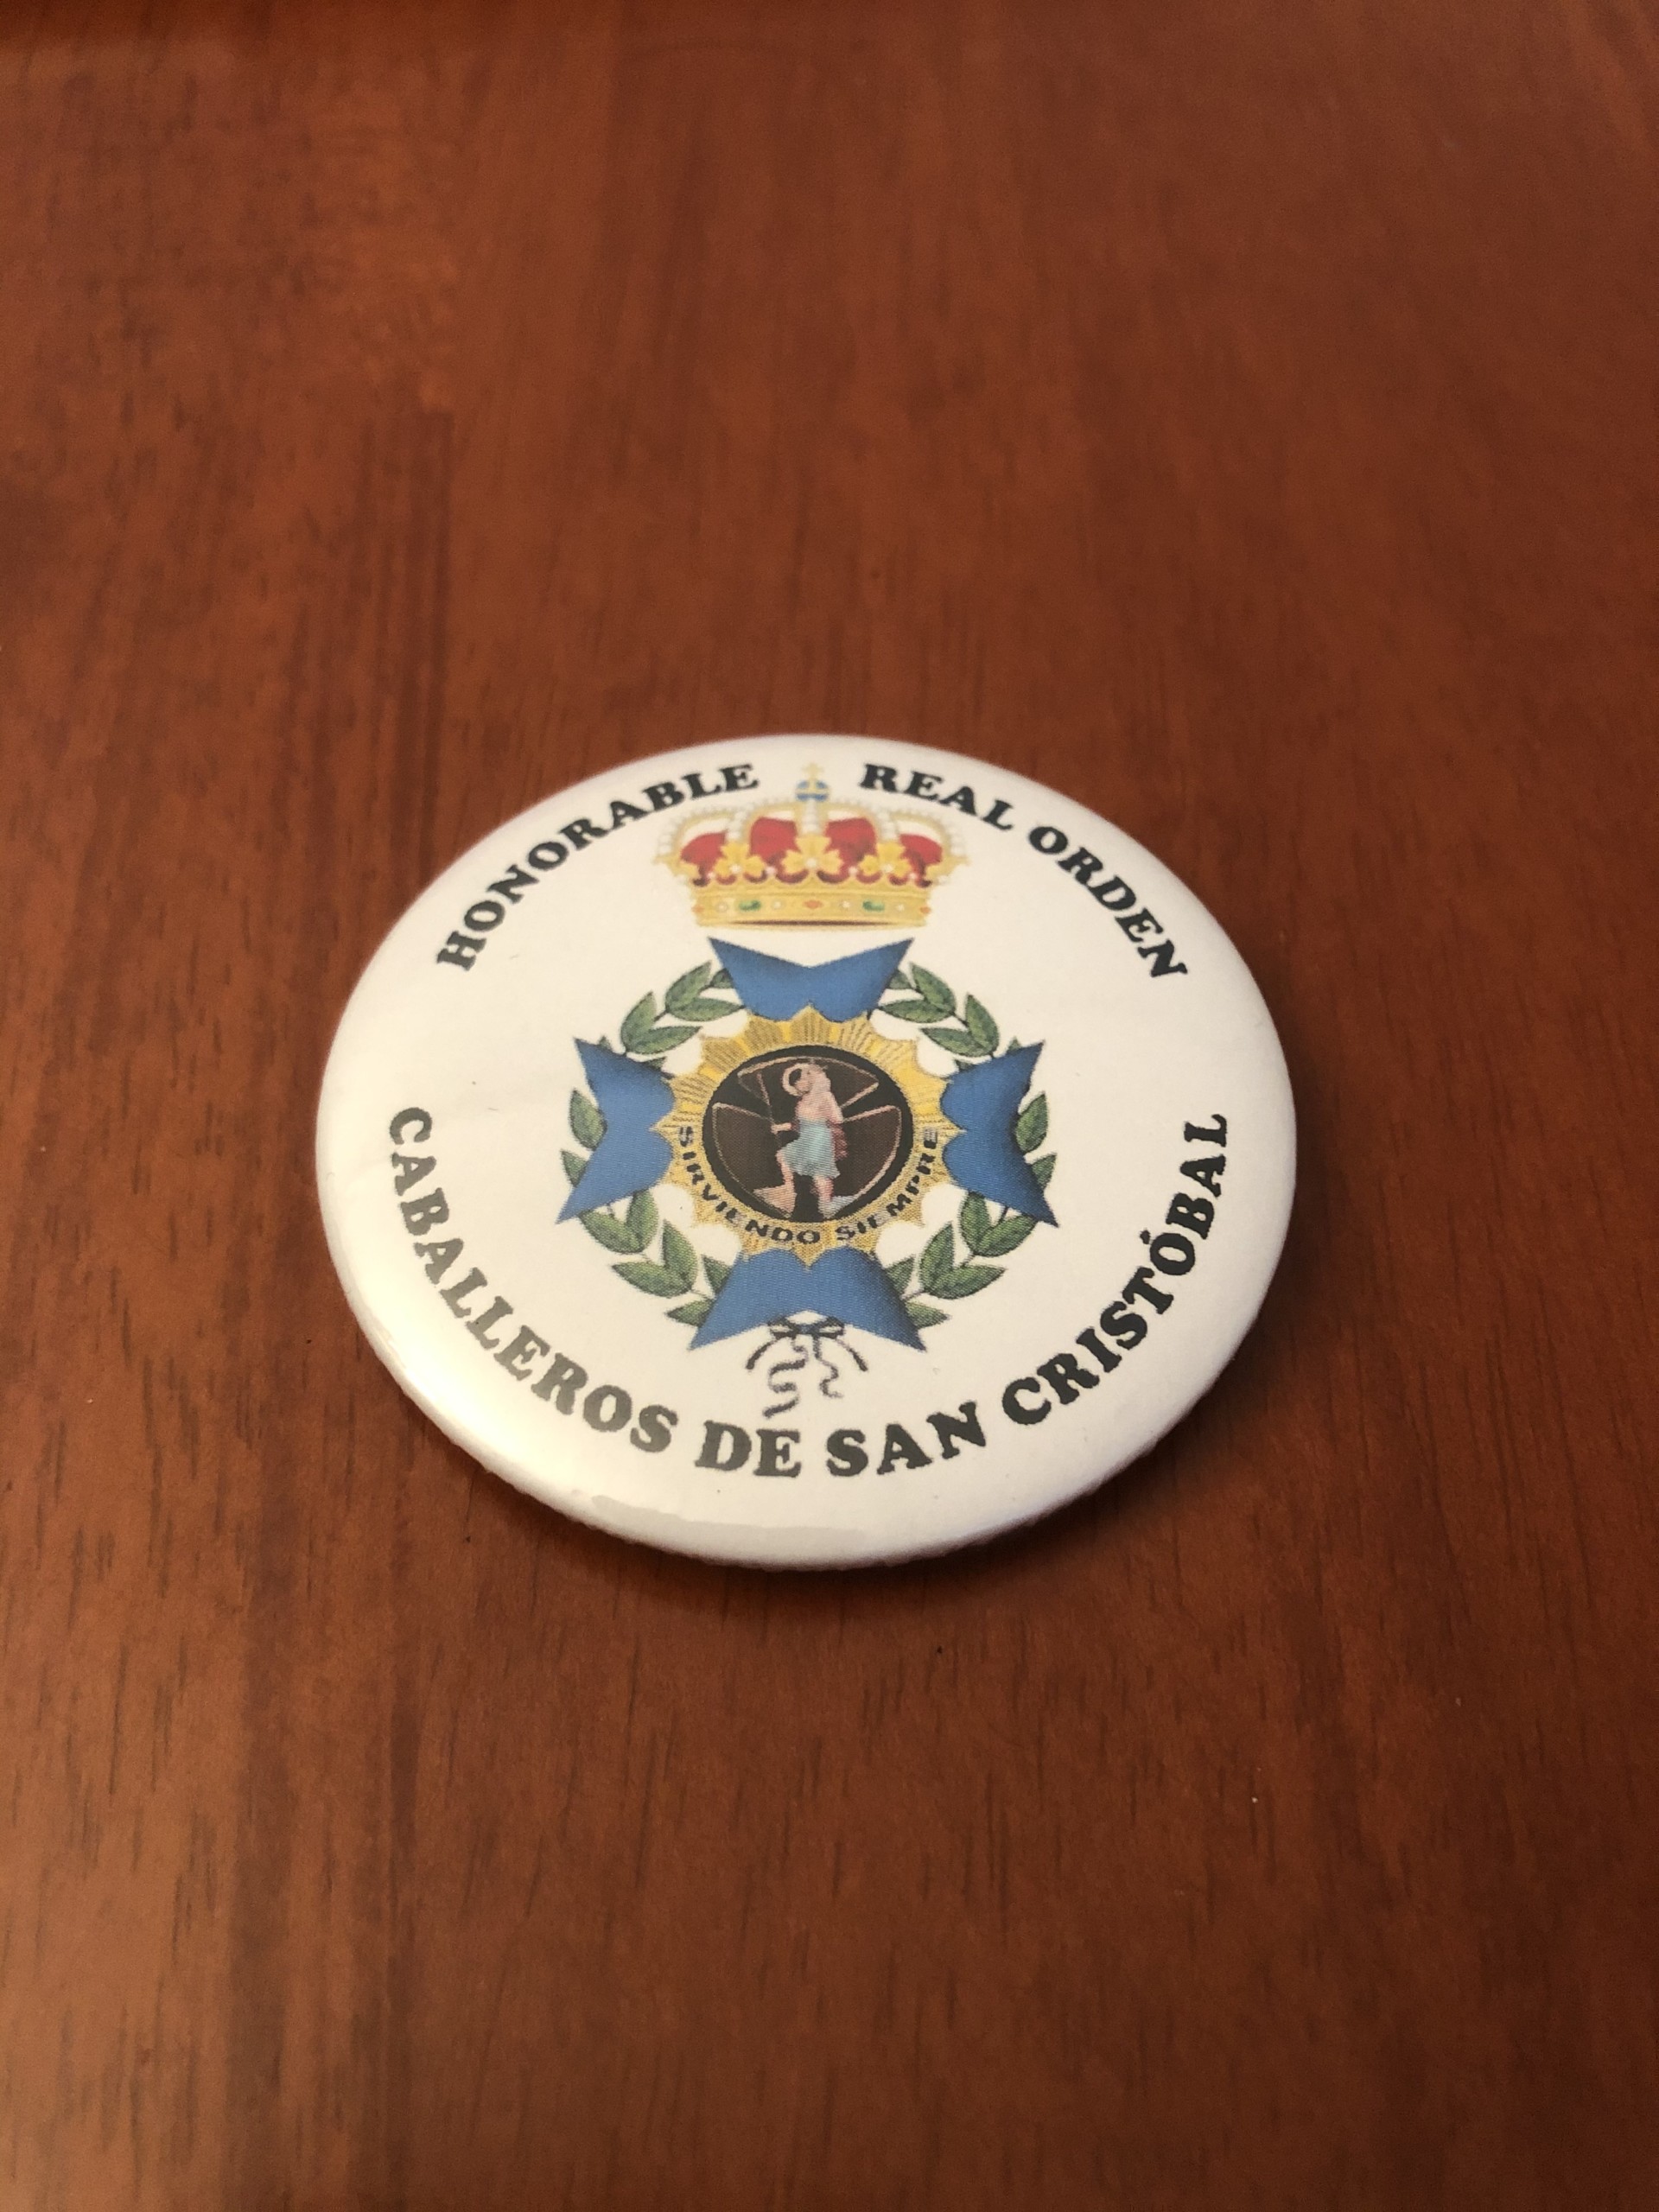 HONORABLE REAL ORDEN
SIRVIENDO SIEMPRE
CABALLEROS DE SAN CRISTÓBAL